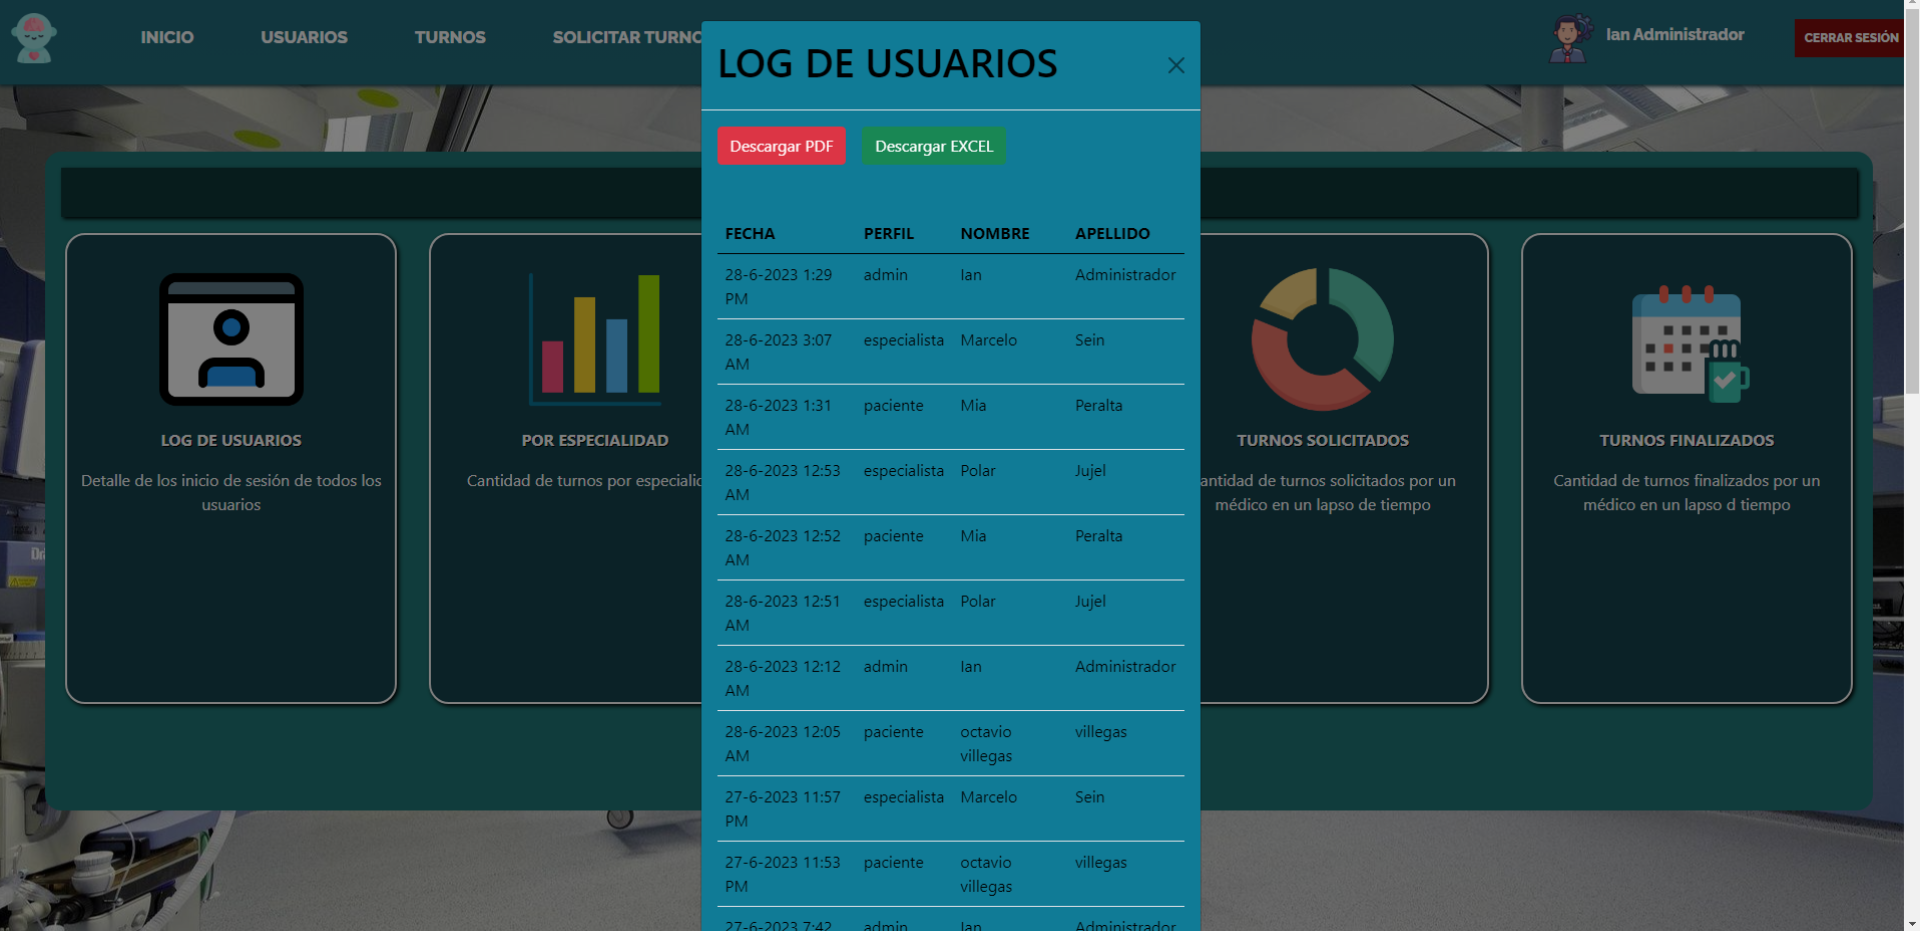 INICIO
USUARIOS
TURNOS
SOLICITAR TURNO
Ian Administrador
CERRAR SESIÓN
LOG DE USUARIOS
Descargar PDF
Descargar EXCEL
FECHA PERFIL NOMBRE APELLIDO
28-6-2023 1:29 admin Ian Administrador
PM
28-6-2023 3:07 especialista Marcelo Sein
AM
28-6-2023 1:31 paciente Mia Peralta
AM
28-6-2023 12:53 especialista Polar Jujel
AM
28-6-2023 12:52 paciente Mia Peralta
AM
28-6-2023 12:51 especialista Polar Jujel
AM
28-6-2023 12:12 admin Ian Administrador
AM
28-6-2023 12:05 paciente octavio villegas
AM villegas
27-6-2023 11:57 especialista Marcelo Sein
PM
27-6-2023 11:53 paciente octavio villegas
PM villegas
27-6-2023 7:42 admin Ian Administrador
LOG DE USUARIOS
Detalle de los inicio de sesión de todos los
usuarios
POR ESPECIALIDAD
Cantidad de turnos por especialid
TURNOS SOLICITADOS
antidad de turnos solicitados por un
médico en un lapso de tiempo
TURNOS FINALIZADOS
Cantidad de turnos finalizados por un
médico en un lapso d tiempo